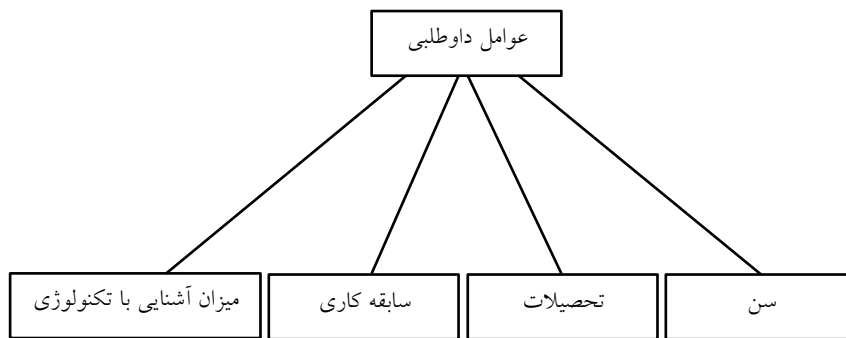 عوامل داوطلبی
سن
تحصیلات
سابقه کاری
میزان آشنایی با تکنولوژی